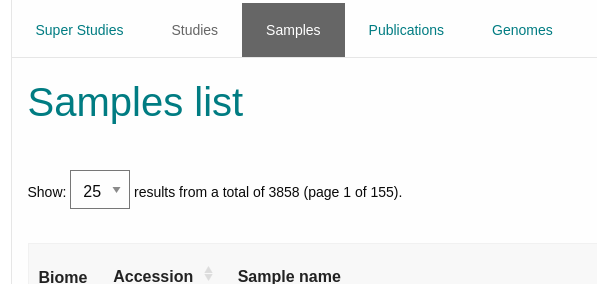 Super Studies Studies Samples Publications Genomes
Samples list
Show: 25 results from a total of 3858 (page 1 of 155).
Biome Accession Sample name